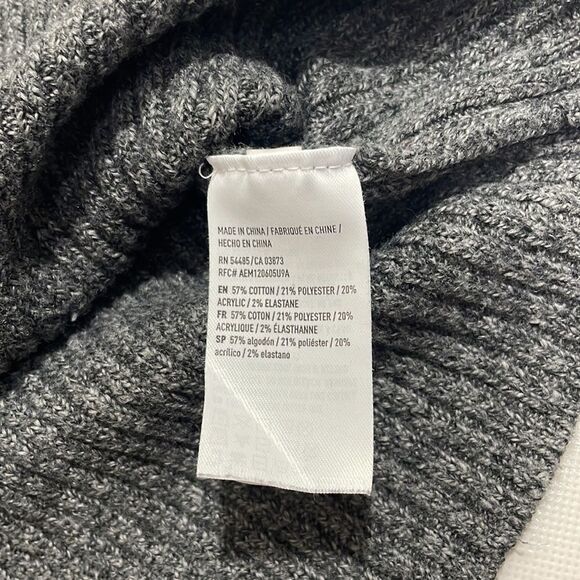 MADE IN CHINA / FABRIQUÉ EN CHINE /
HECHO EN CHINA
RN 54485 / CA 03873
RFC# AEM120605U9A
EN 57% COTTON / 21% POLYESTER / 20%
ACRYLIC / 2% ELASTANE
FR 57% COTON / 21% POLYESTER / 20%
ACRYLIQUE / 2% ÉLASTHANNE
SP 57% algodón / 21% poliéster / 20%
acrílico / 2% elastano